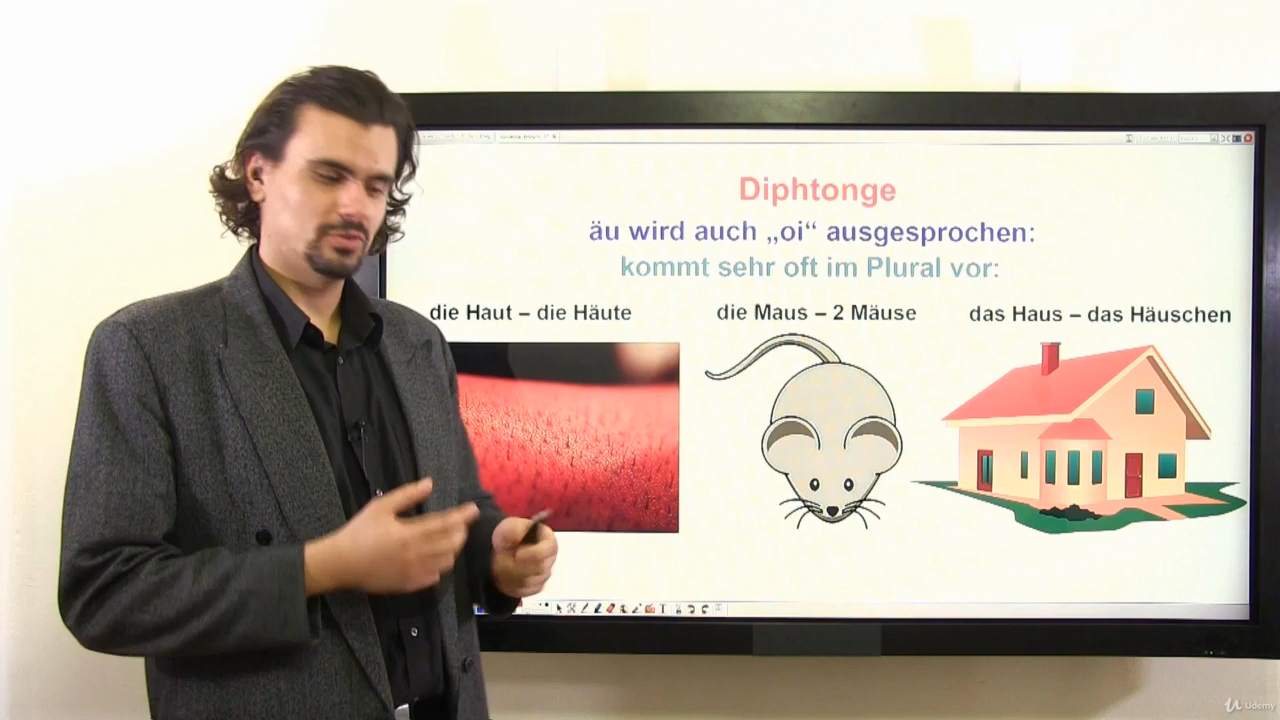 Diphtonge
äu wird auch „oi“ ausgesprochen:
kommt sehr oft im Plural vor:
die Haut – die Häute
die Maus – 2 Mäuse
das Haus – das Häuschen
Udemy